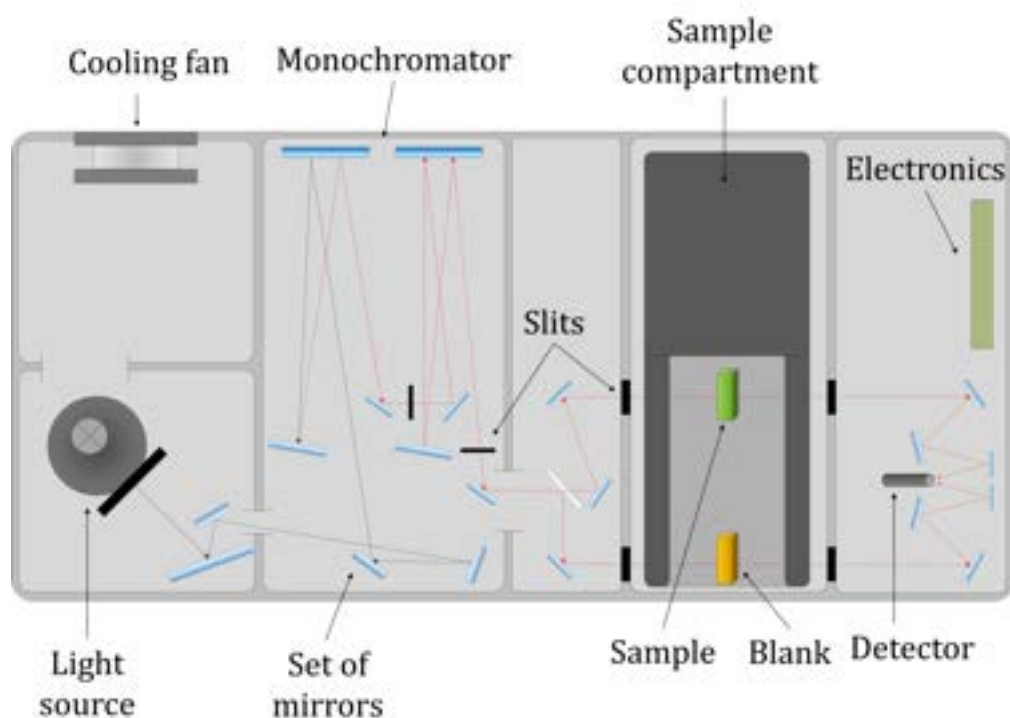 Cooling fan
Monochromator
Sample
compartment
Electronics
Slits
Light
source
Set of
mirrors
Sample
Blank
Detector